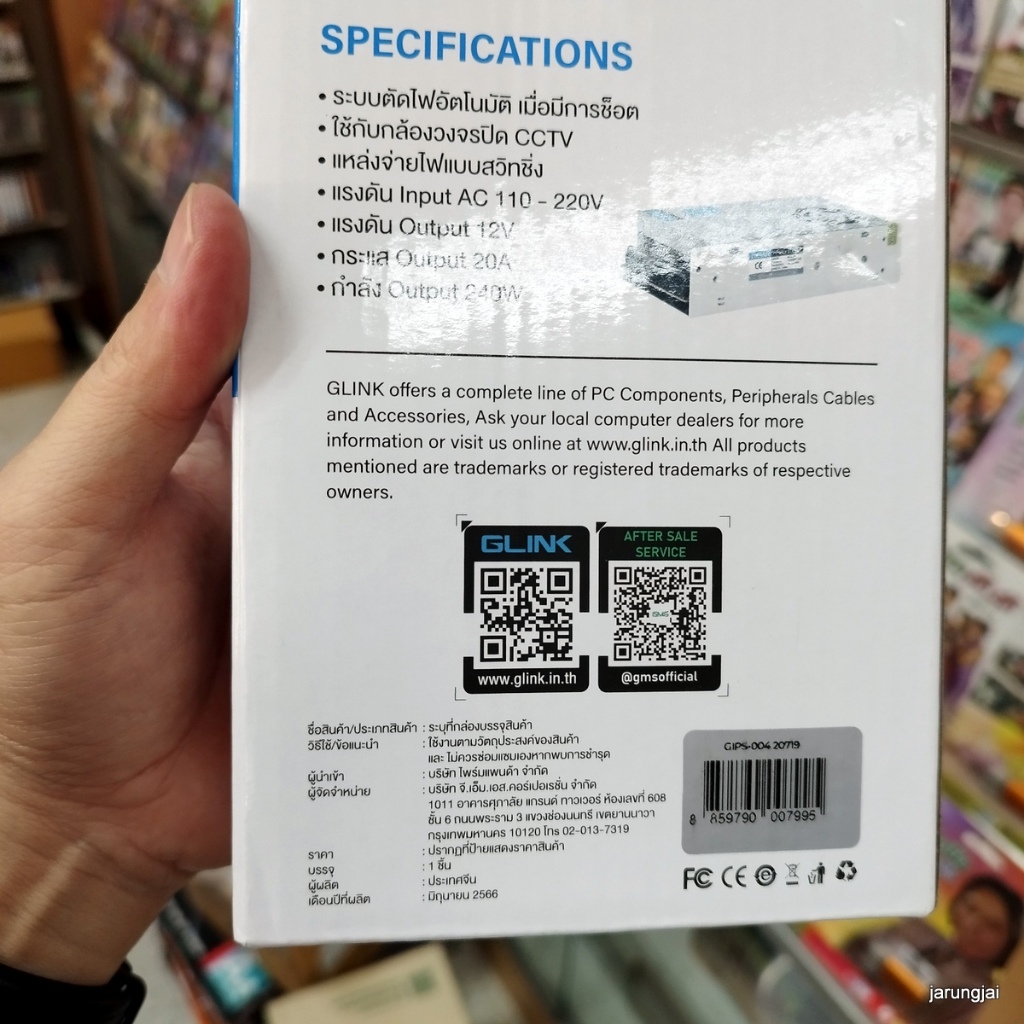 SPECIFICATIONS
• ระบบตัดไฟอัตโนมัติ เมื่อมีการช็อต
• ใช้กับกล้องวงจรปิด CCTV
• แหล่งจ่ายไฟแบบสวิทชิ่ง
• แรงดัน Input AC 110 - 220V
• แรงดัน Output 12V
• กระแส Output 20A
• กำลัง Output 240W
GLINK offers a complete line of PC Components, Peripherals Cables
and Accessories, Ask your local computer dealers for more
information or visit us online at www.glink.in.th All products
mentioned are trademarks or registered trademarks of respective
owners.
GLINK
www.glink.in.th
AFTER SALE
SERVICE
GMS
@gmsofficial
ชื่อสินค้า/ประเภทสินค้า : ระบุที่กล่องบรรจุสินค้า
วิธีใช้/ข้อแนะนำ : ใช้งานตามวัตถุประสงค์ของสินค้า
และ ไม่ควรซ่อมแซมเองหากพบการชำรุด
ผู้นำเข้า : บริษัท ไพร์มแพนด้า จำกัด
ผู้จัดจำหน่าย : บริษัท จี.เอ็ม.เอส.คอร์เปอเรชั่น จำกัด
1011 อาคารศุภาลัย แกรนด์ ทาวเวอร์ ห้องเลขที่ 608
ชั้น 6 ถนนพระราม 3 แขวงช่องนนทรี เขตยานนาวา
กรุงเทพมหานคร 10120 โทร 02-013-7319
ราคา : ปรากฏที่ป้ายแสดงราคาสินค้า
บรรจุ : 1 ชิ้น
ผู้ผลิต : ประเทศจีน
เดือนปีที่ผลิต : มิถุนายน 2566
GIPS-004 20719
8 859790 007995
FC CE
jarungjai